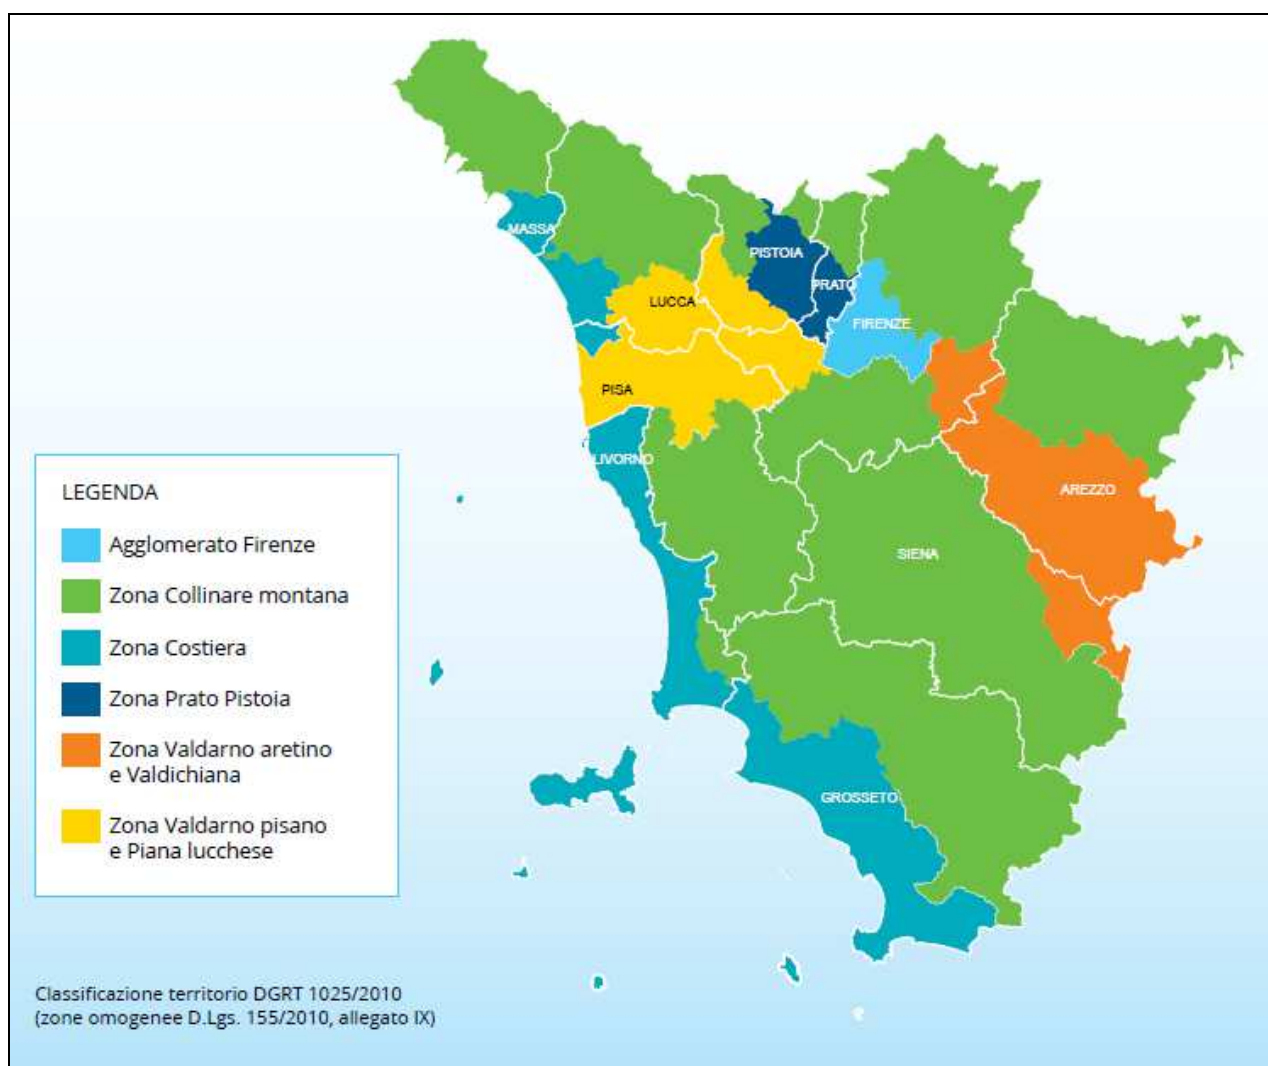 MASSA
PISTOIA
PRATO
LUCCA
FIRENZE
PISA
LIVORNO
AREZZO
SIENA
GROSSETO
LEGENDA
Agglomerato Firenze
Zona Collinare montana
Zona Costiera
Zona Prato Pistoia
Zona Valdarno aretino
e Valdichiana
Zona Valdarno pisano
e Piana lucchese
Classificazione territorio DGRT 1025/2010
(zone omogenee D.Lgs. 155/2010, allegato IX)